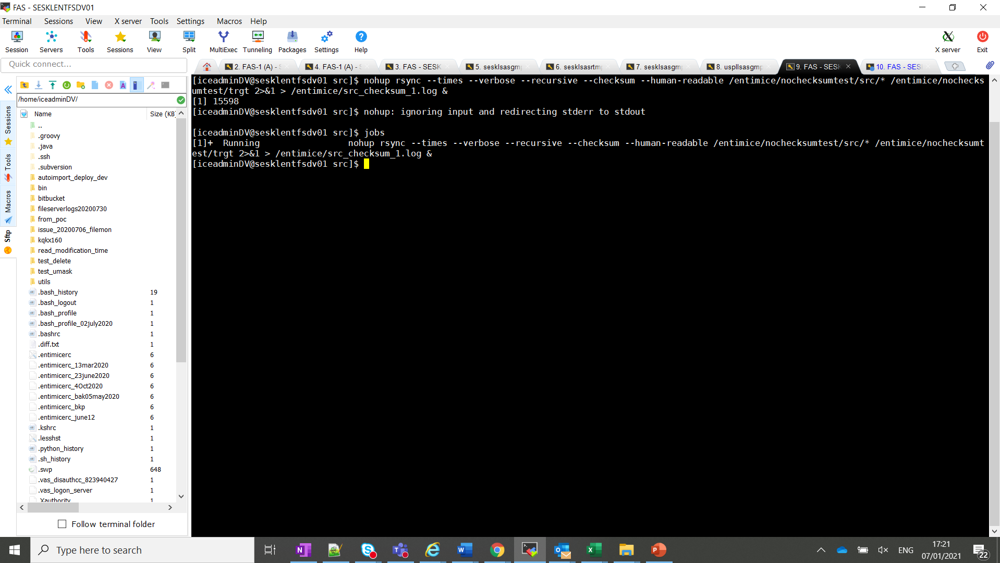 FAS - SESKLENTFSDV01
Terminal Sessions View X server Tools Settings Macros Help
Session Servers Tools Sessions View Split MultiExec Tunneling Packages Settings Help X server Exit
Quick connect...
2. FAS-1 (A) - 4. FAS-1 (A) - 3. FAS - SESK 5. sesklsasgrn 6. sesklsasrtm 7. sesklsasgrn 8. uspllsasgrn 9. FAS - SESK 10. FAS - SES
/home/iceadminDV/
Name Size (KB)
..
.groovy
.java
.ssh
.subversion
autoimport_deploy_dev
bin
bitbucket
fileserverlogs20200730
from_poc
issue_20200706_filemon
kqkx160
read_modification_time
test_delete
test_umask
utils
.bash_history 19
.bash_logout 1
.bash_profile 1
.bash_profile_02july2020 1
.bashrc 1
.diff.txt 1
.entimicerc 6
.entimicerc_13mar2020 6
.entimicerc_23june2020 6
.entimicerc_4Oct2020 6
.entimicerc_bak05may2020 6
.entimicerc_bkp 6
.entimicerc_june12 6
.kshrc 1
.lesshst 1
.python_history 1
.sh_history 1
.swp 648
.vas_disauthcc_823940427 1
.vas_logon_server 1
.Xauthority 1
Follow terminal folder
Sessions
Tools
Macros
Sftp
[iceadminDV@sesklentfsdv01 src]$ nohup rsync --times --verbose --recursive --checksum --human-readable /entimice/nochecksumtest/src/* /entimice/nochecks
umtest/trgt 2>&1 > /entimice/src_checksum_1.log &
[1] 15598
[iceadminDV@sesklentfsdv01 src]$ nohup: ignoring input and redirecting stderr to stdout
[iceadminDV@sesklentfsdv01 src]$ jobs
[1]+  Running                 nohup rsync --times --verbose --recursive --checksum --human-readable /entimice/nochecksumtest/src/* /entimice/nochecksumt
est/trgt 2>&1 > /entimice/src_checksum_1.log &
[iceadminDV@sesklentfsdv01 src]$
Type here to search
ENG
17:21
07/01/2021
22